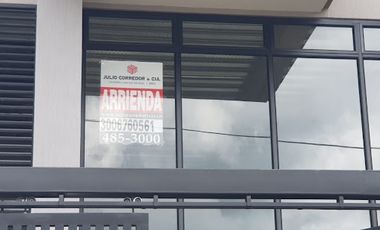 JULIO CORREDOR & CIA.
ARRIENDA
3006760561
485-3000